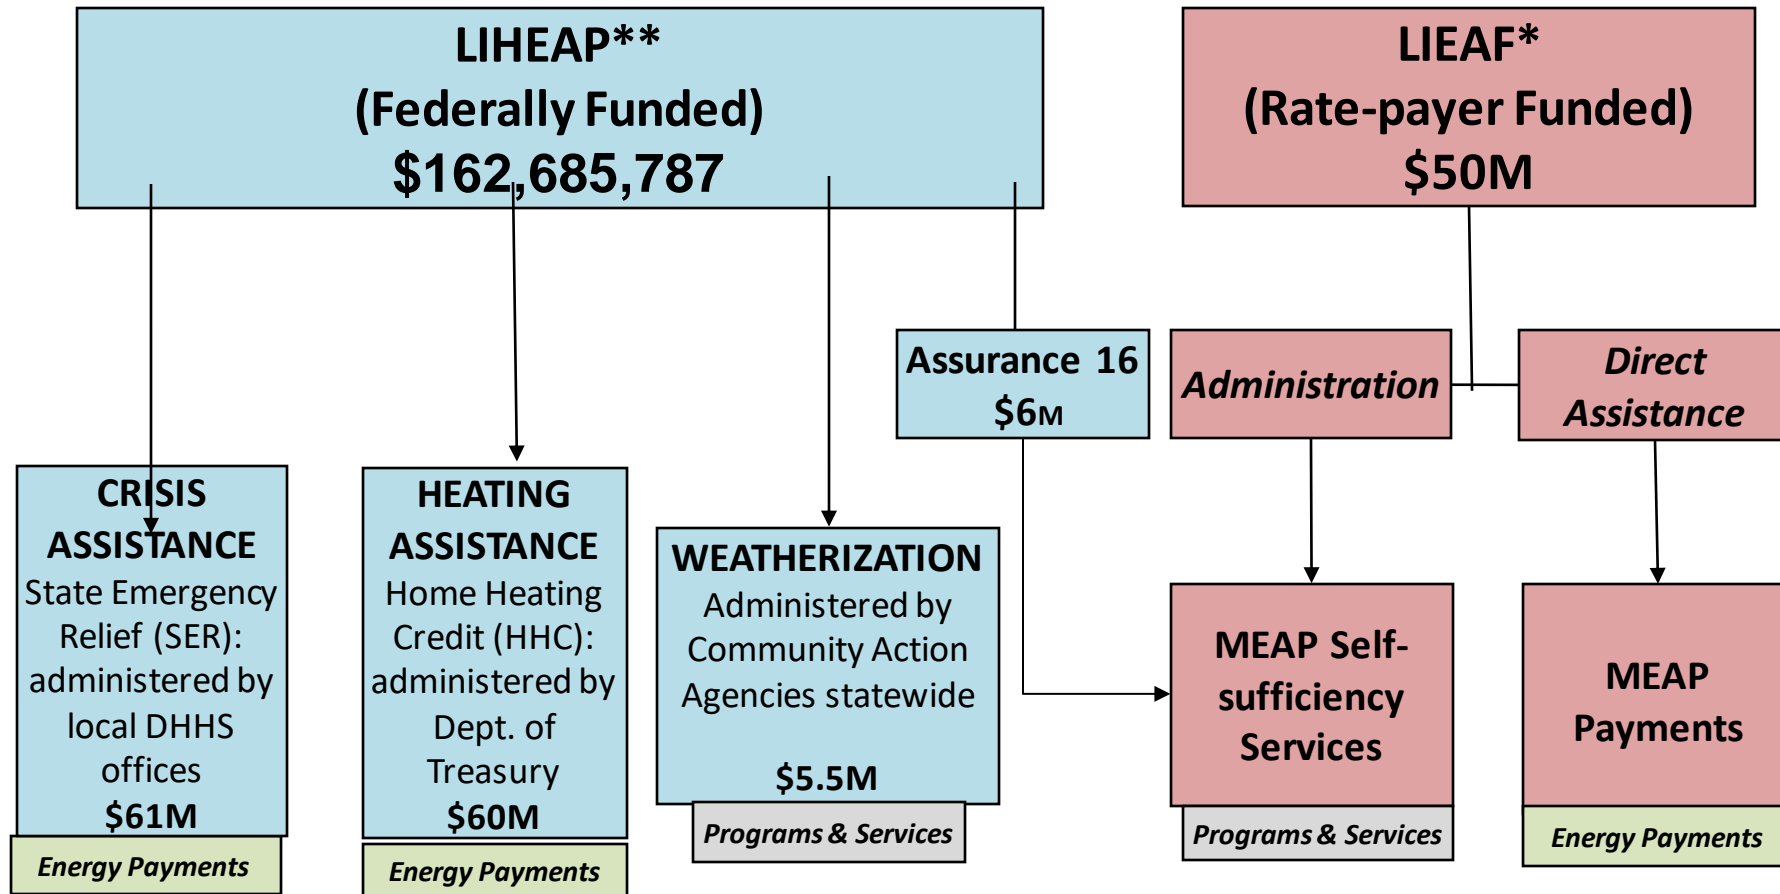 LIHEAP**
(Federally Funded)
$162,685,787
LIEAF*
(Rate-payer Funded)
$50M
Assurance 16
$6M
Administration
Direct
Assistance
CRISIS
ASSISTANCE
State Emergency
Relief (SER):
administered by
local DHHS
offices
$61M
Energy Payments
HEATING
ASSISTANCE
Home Heating
Credit (HHC):
administered by
Dept. of
Treasury
$60M
Energy Payments
WEATHERIZATION
Administered by
Community Action
Agencies statewide
$5.5M
Programs & Services
MEAP Self-
sufficiency
Services
Programs & Services
MEAP
Payments
Energy Payments